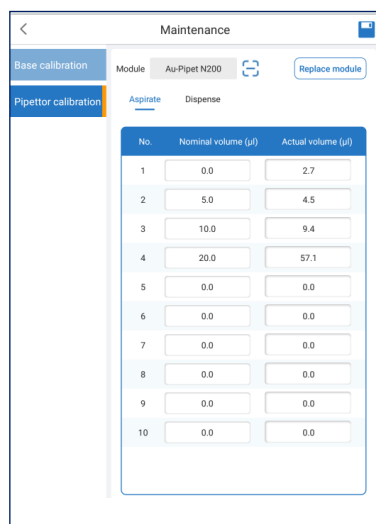 Maintenance
Base calibration
Pipettor calibration
Module Au-Pipet N200 Replace module
Aspirate Dispense
No. Nominal volume (µl) Actual volume (µl)
1 0.0 2.7
2 5.0 4.5
3 10.0 9.4
4 20.0 57.1
5 0.0 0.0
6 0.0 0.0
7 0.0 0.0
8 0.0 0.0
9 0.0 0.0
10 0.0 0.0